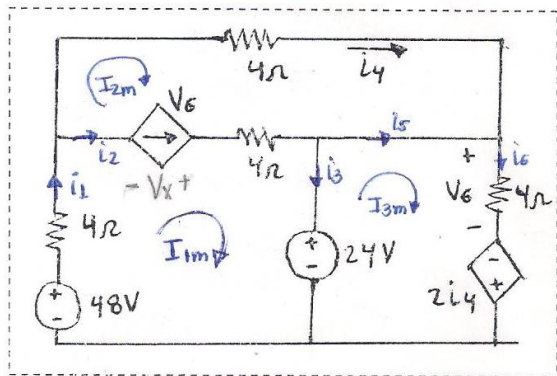 4Ω
i4
I2m
V6
i2
i5
4Ω
- Vx +
i1
i3
+
i6
V6
4Ω
-
4Ω
I1m
I3m
+
-
48V
+
-
24V
-
+
2i4